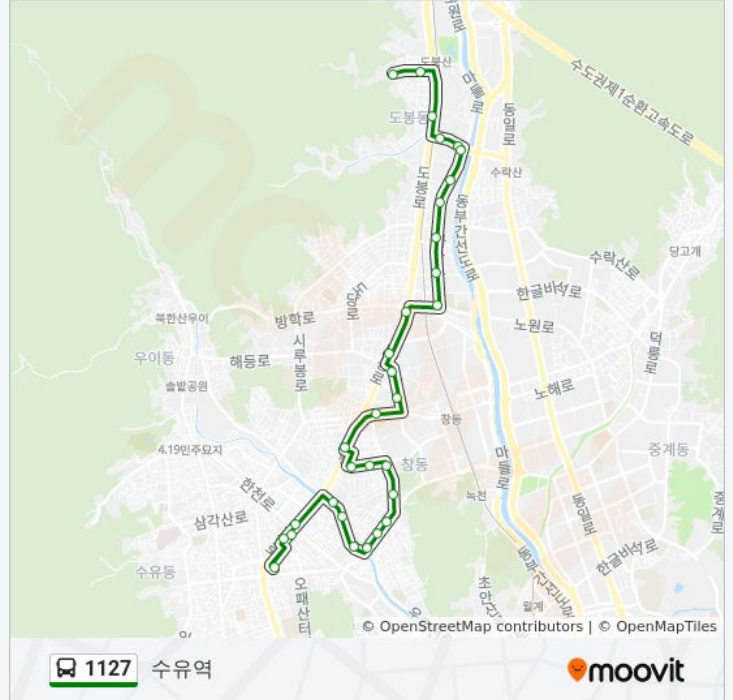 도봉산
마들로
수도권제1순환고속도로
도봉동
동일로
도봉로
수락산
동부간선도로
수락산로
당고개
한글비석로
도당로
방학로
북한산우이
노원로
시루봉로
덕릉로
우이동
해등로
솔밭공원
노해로
창동
4.19민주묘지
마들로
중계동
창동
한천로
녹천
동일로
중계로
삼각산로
한글비석로
수유동
오패산터
초안산
월계
© OpenStreetMap contributors | © OpenMapTiles
1127 수유역
moovit